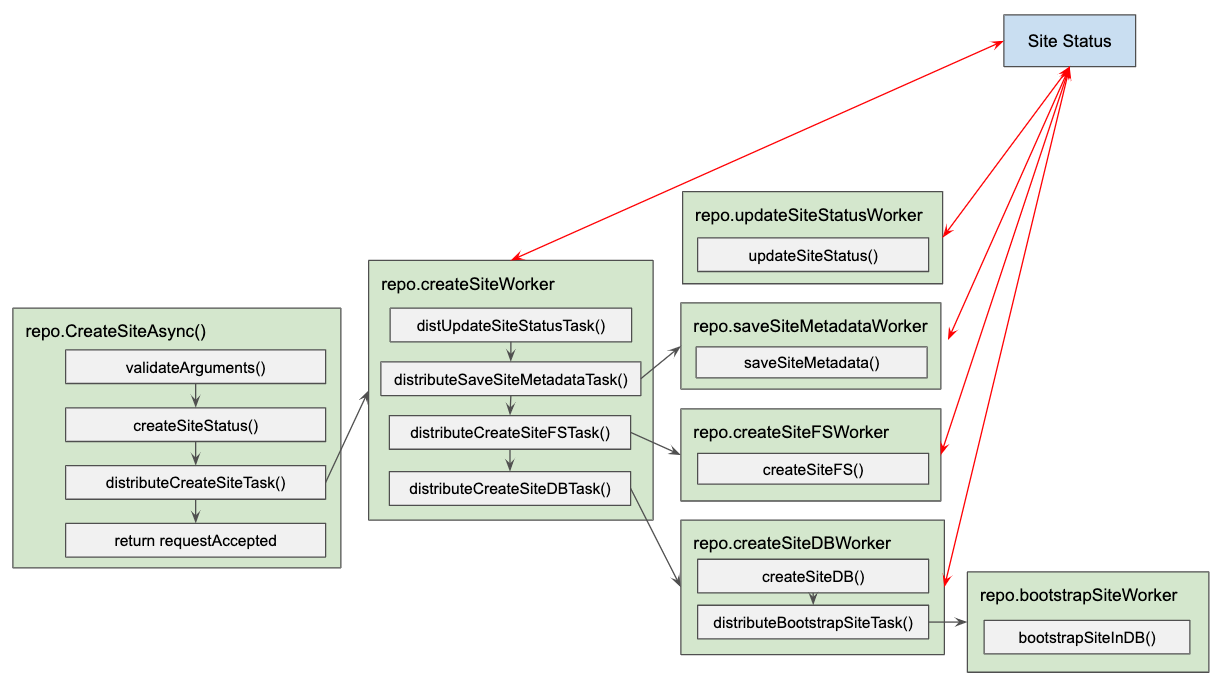 Site Status
repo.updateSiteStatusWorker
updateSiteStatus()
repo.createSiteWorker
distUpdateSiteStatusTask()
distributeSaveSiteMetadataTask()
distributeCreateSiteFSTask()
distributeCreateSiteDBTask()
repo.CreateSiteAsync()
validateArguments()
createSiteStatus()
distributeCreateSiteTask()
return requestAccepted
repo.saveSiteMetadataWorker
saveSiteMetadata()
repo.createSiteFSWorker
createSiteFS()
repo.createSiteDBWorker
createSiteDB()
distributeBootstrapSiteTask()
repo.bootstrapSiteWorker
bootstrapSiteInDB()